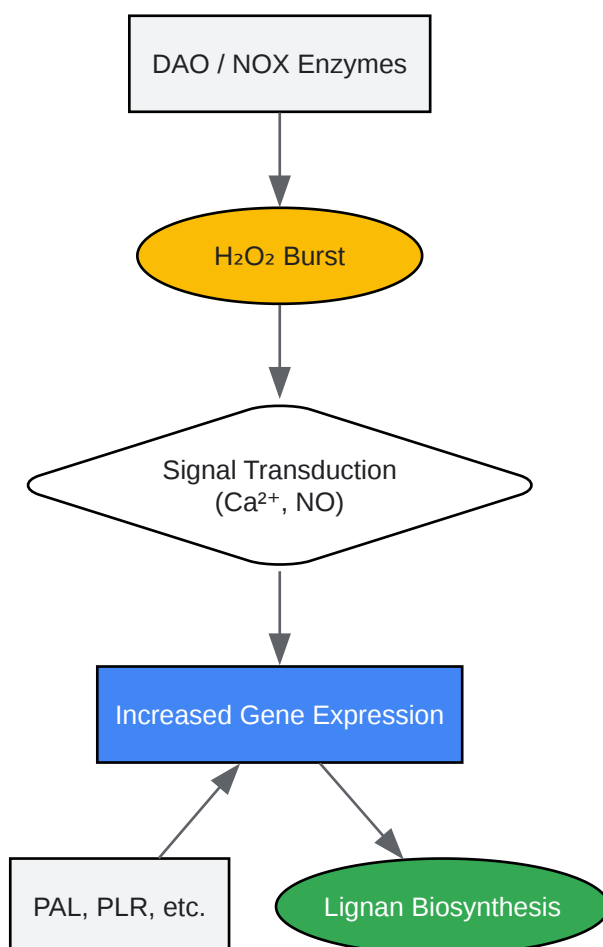 DAO / NOX Enzymes
H₂O₂ Burst
Signal Transduction
(Ca²⁺, NO)
Increased Gene Expression
PAL, PLR, etc.
Lignan Biosynthesis